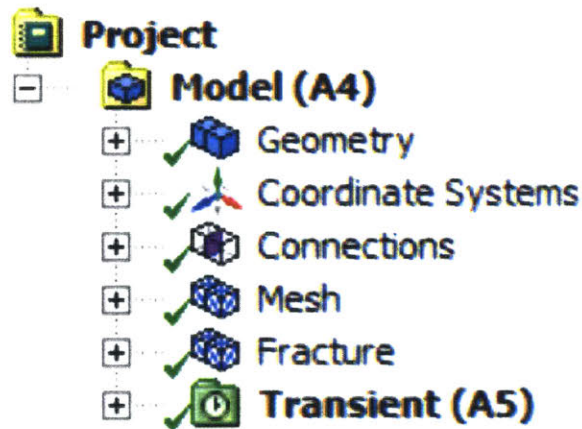 Project
Model (A4)
Geometry
Coordinate Systems
Connections
Mesh
Fracture
Transient (A5)